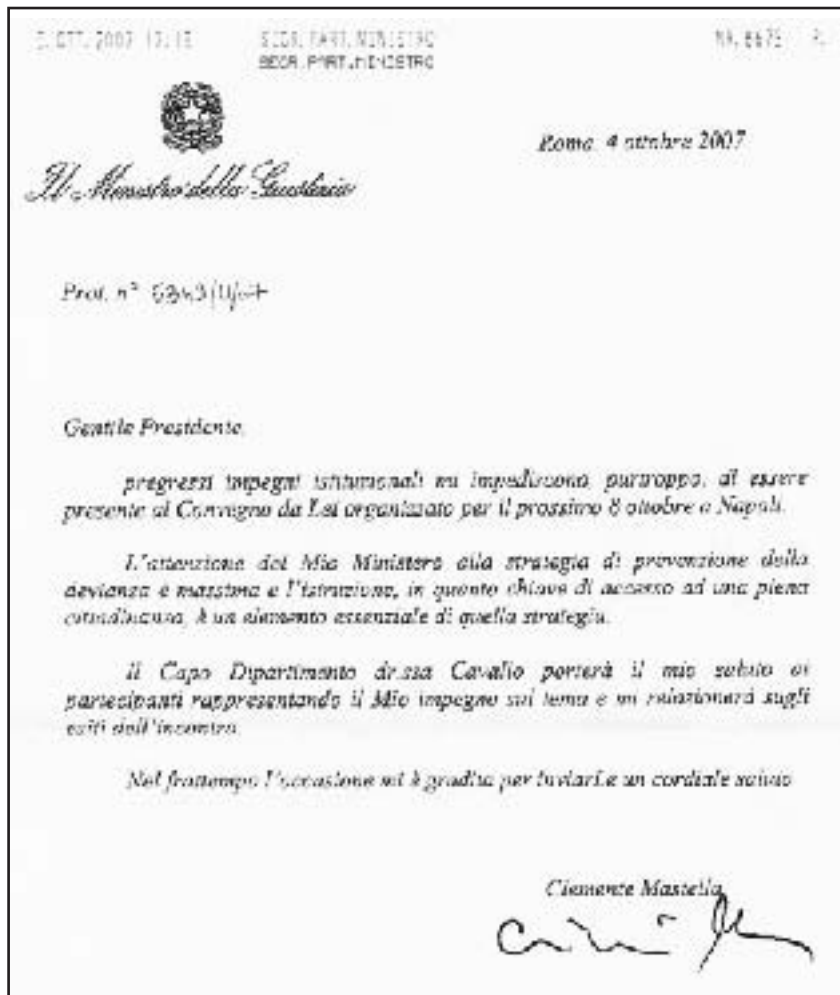 OTT. 2007 SEGR.PART.MINISTRO NR. 8675 P.
SEGR.PART.MINISTRO
Roma, 4 ottobre 2007
Il Ministro della Giustizia
Prot. n°
Gentile Presidente,
pregressi impegni istituzionali mi impediscono, purtroppo, di essere
presente al Convegno da Lei organizzato per il prossimo 8 ottobre a Napoli.
L'attenzione del Mio Ministero alla strategia di prevenzione della
devianza è massima e l'istruzione, in quanto chiave di accesso ad una piena
cittadinanza, è un elemento essenziale di quella strategia.
Il Capo Dipartimento dr.ssa Cavallo porterà il mio saluto ai
partecipanti rappresentando il Mio impegno sul tema e mi relazionerà sugli
esiti dell'incontro.
Nel frattempo l'occasione mi è gradita per inviarLe un cordiale saluto
Clemente Mastella